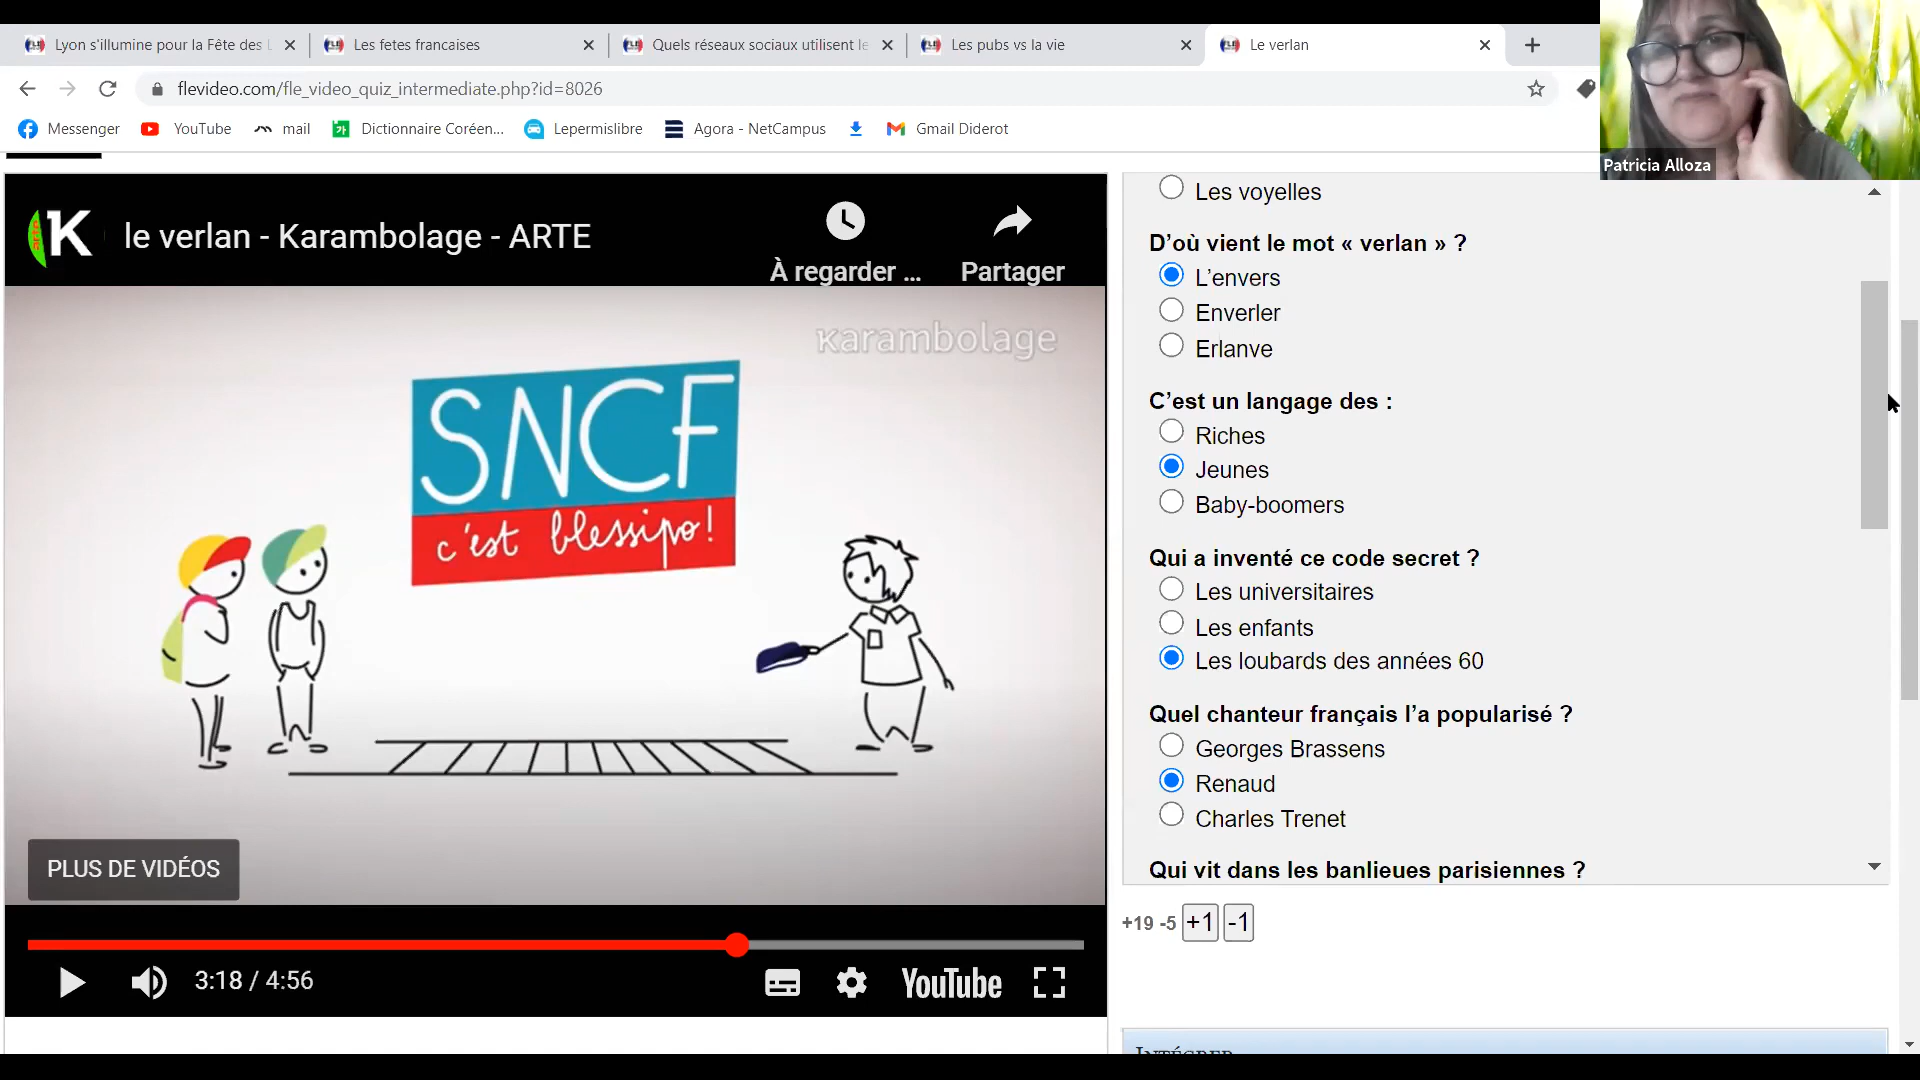 Lyon s'illumine pour la Fête des L
Les fetes francaises
Quels réseaux sociaux utilisent le
Les pubs vs la vie
Le verlan
flevideo.com/fle_video_quiz_intermediate.php?id=8026
Messenger
YouTube
mail
Dictionnaire Coréen...
Lepermislibre
Agora - NetCampus
Gmail Diderot
Patricia Alloza
arte
K
le verlan - Karambolage - ARTE
À regarder ...
Partager
karambolage
SNCF
c'est blessipo!
PLUS DE VIDÉOS
3:18 / 4:56
YouTube
Les voyelles
D’où vient le mot « verlan » ?
L’envers
Enverler
Erlanve
C’est un langage des :
Riches
Jeunes
Baby-boomers
Qui a inventé ce code secret ?
Les universitaires
Les enfants
Les loubards des années 60
Quel chanteur français l’a popularisé ?
Georges Brassens
Renaud
Charles Trenet
Qui vit dans les banlieues parisiennes ?
+19 -5 +1 -1
INTÉGRER